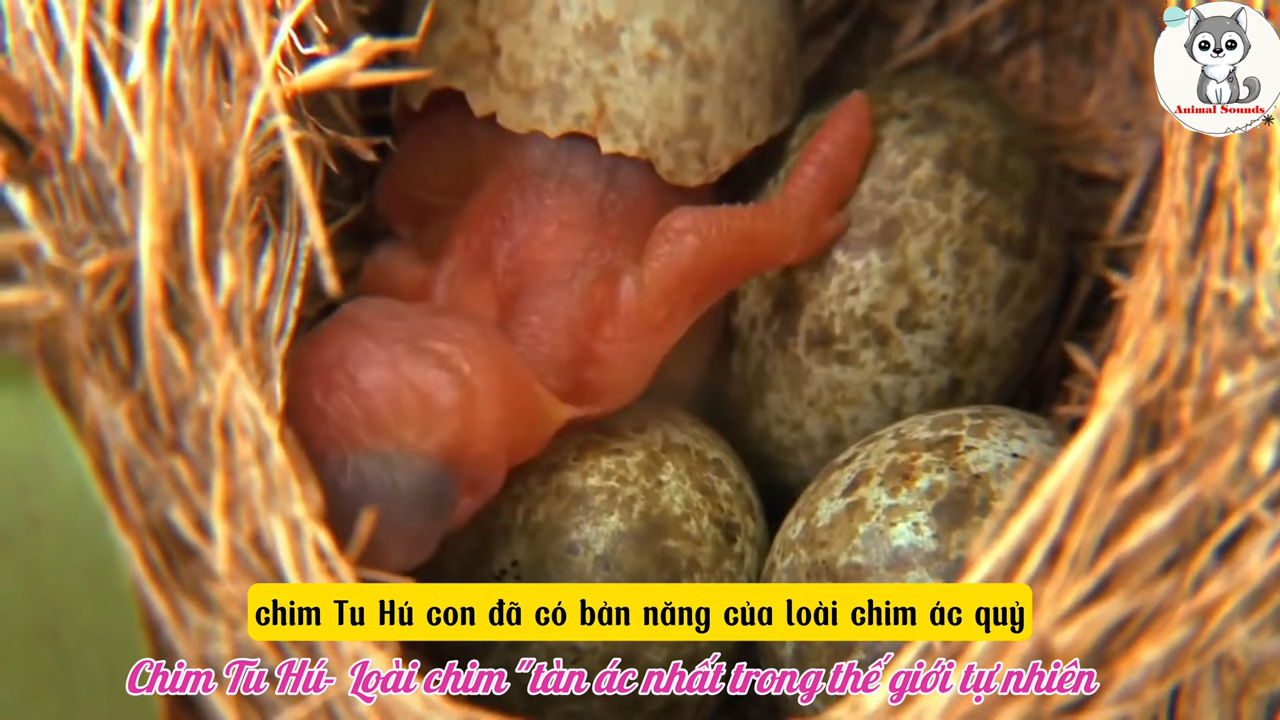 Animal Sounds
chim Tu Hú con đã có bản năng của loài chim ác quỷ
Chim Tu Hú- Loài chim "tàn ác nhất trong thế giới tự nhiên